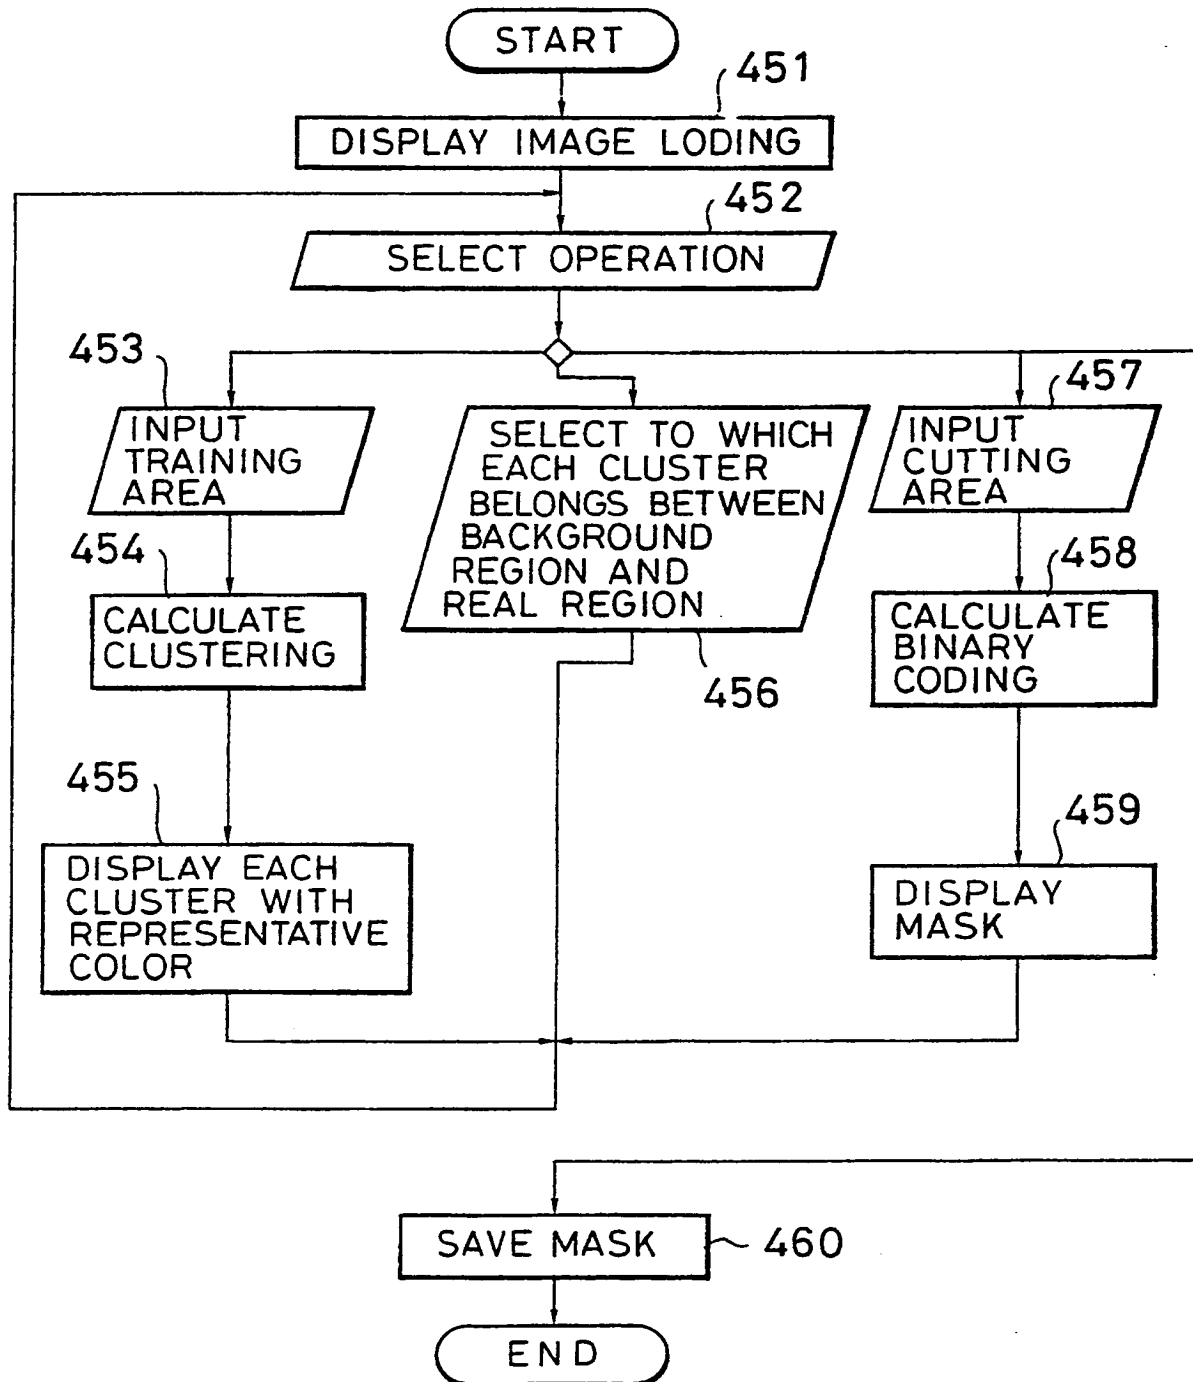 START
451
DISPLAY IMAGE LODING
452
SELECT OPERATION
453
INPUT
TRAINING
AREA
454
CALCULATE
CLUSTERING
455
DISPLAY EACH
CLUSTER WITH
REPRESENTATIVE
COLOR
SELECT TO WHICH
EACH CLUSTER
BELONGS BETWEEN
BACKGROUND
REGION AND
REAL REGION
456
457
INPUT
CUTTING
AREA
458
CALCULATE
BINARY
CODING
459
DISPLAY
MASK
SAVE MASK
460
END